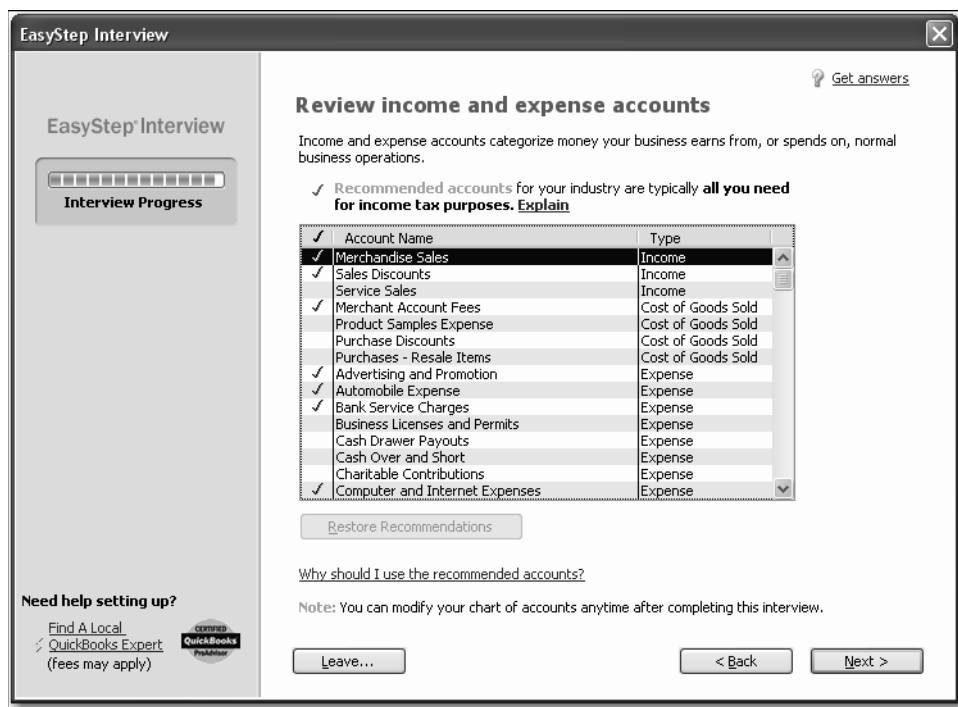 EasyStep Interview
Get answers
EasyStep Interview
Interview Progress
Review income and expense accounts
Income and expense accounts categorize money your business earns from, or spends on, normal
business operations.
✓ Recommended accounts for your industry are typically all you need
for income tax purposes. Explain
✓ Account Name Type
✓ Merchandise Sales Income
✓ Sales Discounts Income
Service Sales Income
✓ Merchant Account Fees Cost of Goods Sold
Product Samples Expense Cost of Goods Sold
Purchase Discounts Cost of Goods Sold
Purchases - Resale Items Cost of Goods Sold
✓ Advertising and Promotion Expense
✓ Automobile Expense Expense
✓ Bank Service Charges Expense
Business Licenses and Permits Expense
Cash Drawer Payouts Expense
Cash Over and Short Expense
Charitable Contributions Expense
✓ Computer and Internet Expenses Expense
Restore Recommendations
Why should I use the recommended accounts?
Note: You can modify your chart of accounts anytime after completing this interview.
Need help setting up?
Find A Local
QuickBooks Expert
(fees may apply)
CERTIFIED
QuickBooks
ProAdvisor
Leave...
< Back
Next >